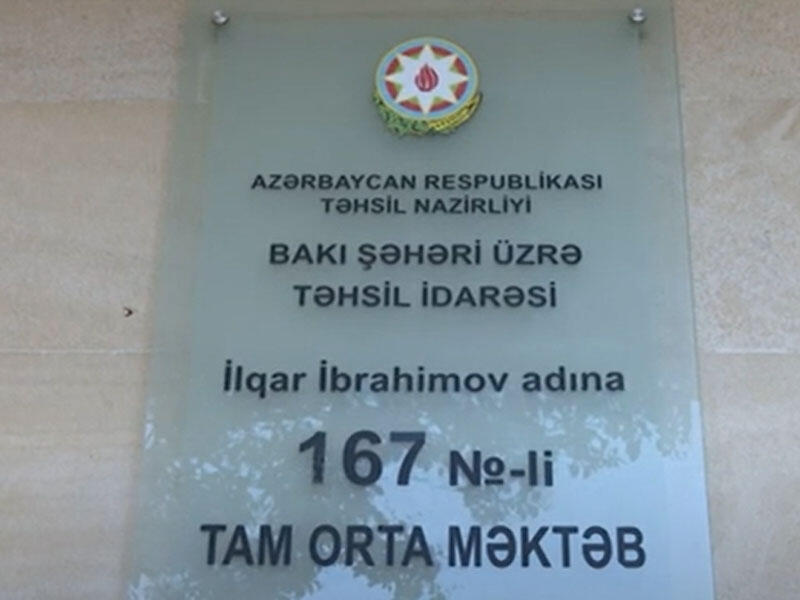 AZƏRBAYCAN RESPUBLİKASI
TƏHSİL NAZİRLİYİ
BAKI ŞƏHƏRİ ÜZRƏ
TƏHSİL İDARƏSİ
İlqar İbrahimov adına
167 №-li
TAM ORTA MƏKTƏB